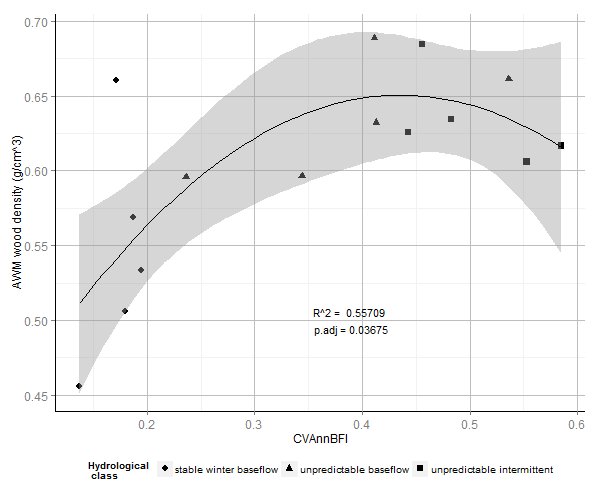 0.70
0.65
0.60
0.55
0.50
0.45
AWM wood density (g/cm^3)
R^2 = 0.55709
p.adj = 0.03675
0.2 0.3 0.4 0.5 0.6
CVAnnBFI
Hydrological
class
stable winter baseflow unpredictable baseflow unpredictable intermittent